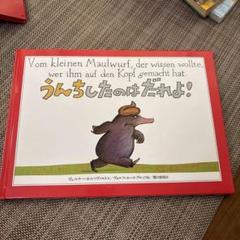 Vom kleinen Maulwurf, der wissen wollte,
wer ihm auf den Kopf gemacht hat
うんちしたのはだれよ!